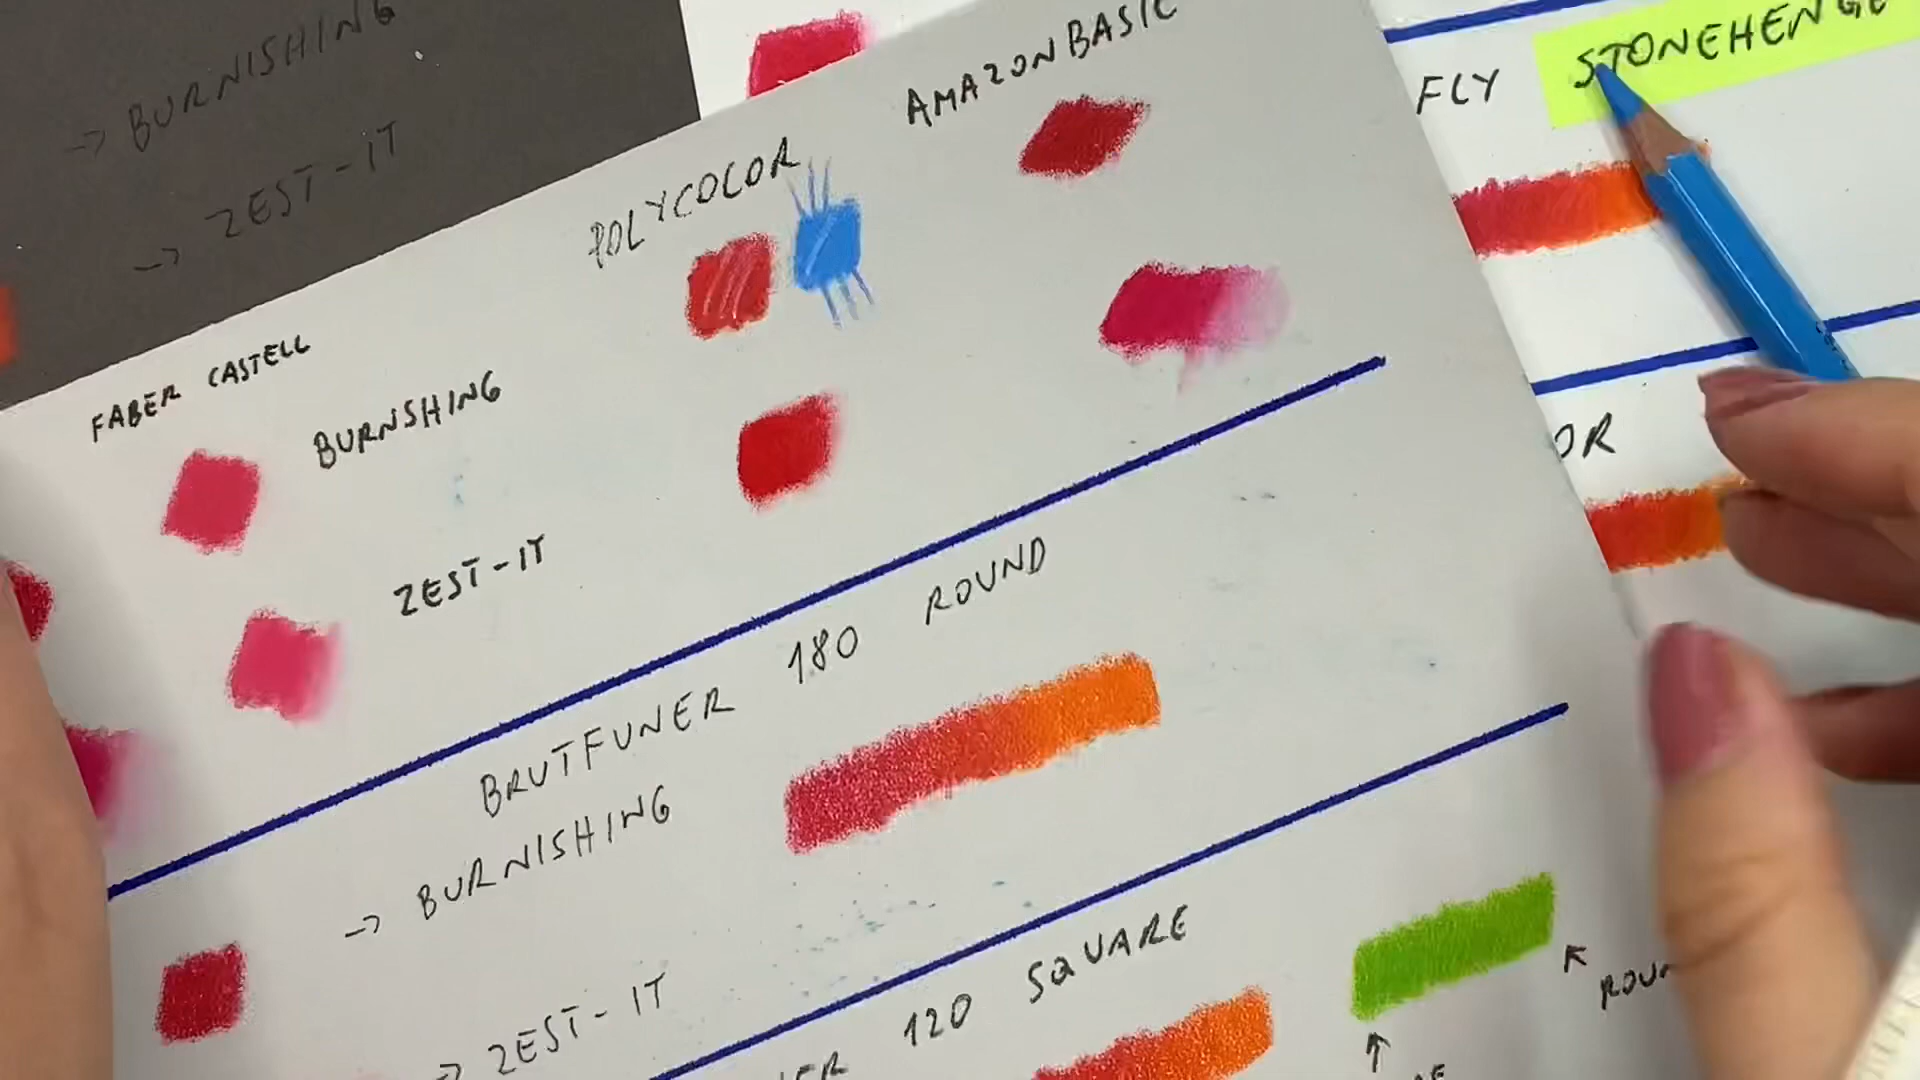 → BURNISHING
→ ZEST-IT
FABER CASTELL
BURNSHING
ZEST-IT
POLYCOLOR
AMAZON BASIC
FLY STONEHENGE
OR
BRUTFUNER 180 ROUND
→ BURNISHING
→ ZEST-IT
120 SQUARE